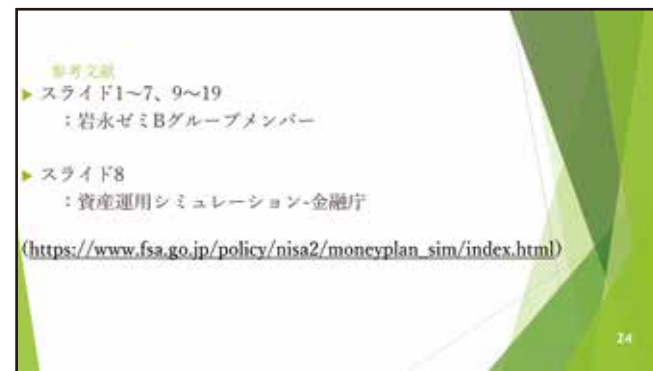 参考文献
▶ スライド1~7、9~19
:岩永ゼミBグループメンバー
▶ スライド8
:資産運用シミュレーション-金融庁
(https://www.fsa.go.jp/policy/nisa2/moneyplan_sim/index.html)
24